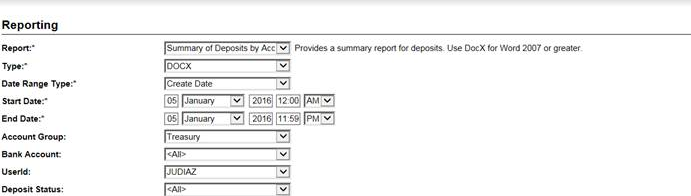 Reporting
Report:* Summary of Deposits by Acc Provides a summary report for deposits. Use DocX for Word 2007 or greater.
Type:* DOCX
Date Range Type:* Create Date
Start Date:* 05 January 2016 12:00 AM
End Date:* 05 January 2016 11:59 PM
Account Group: Treasury
Bank Account: <All>
UserId: JUDIAZ
Deposit Status: <All>